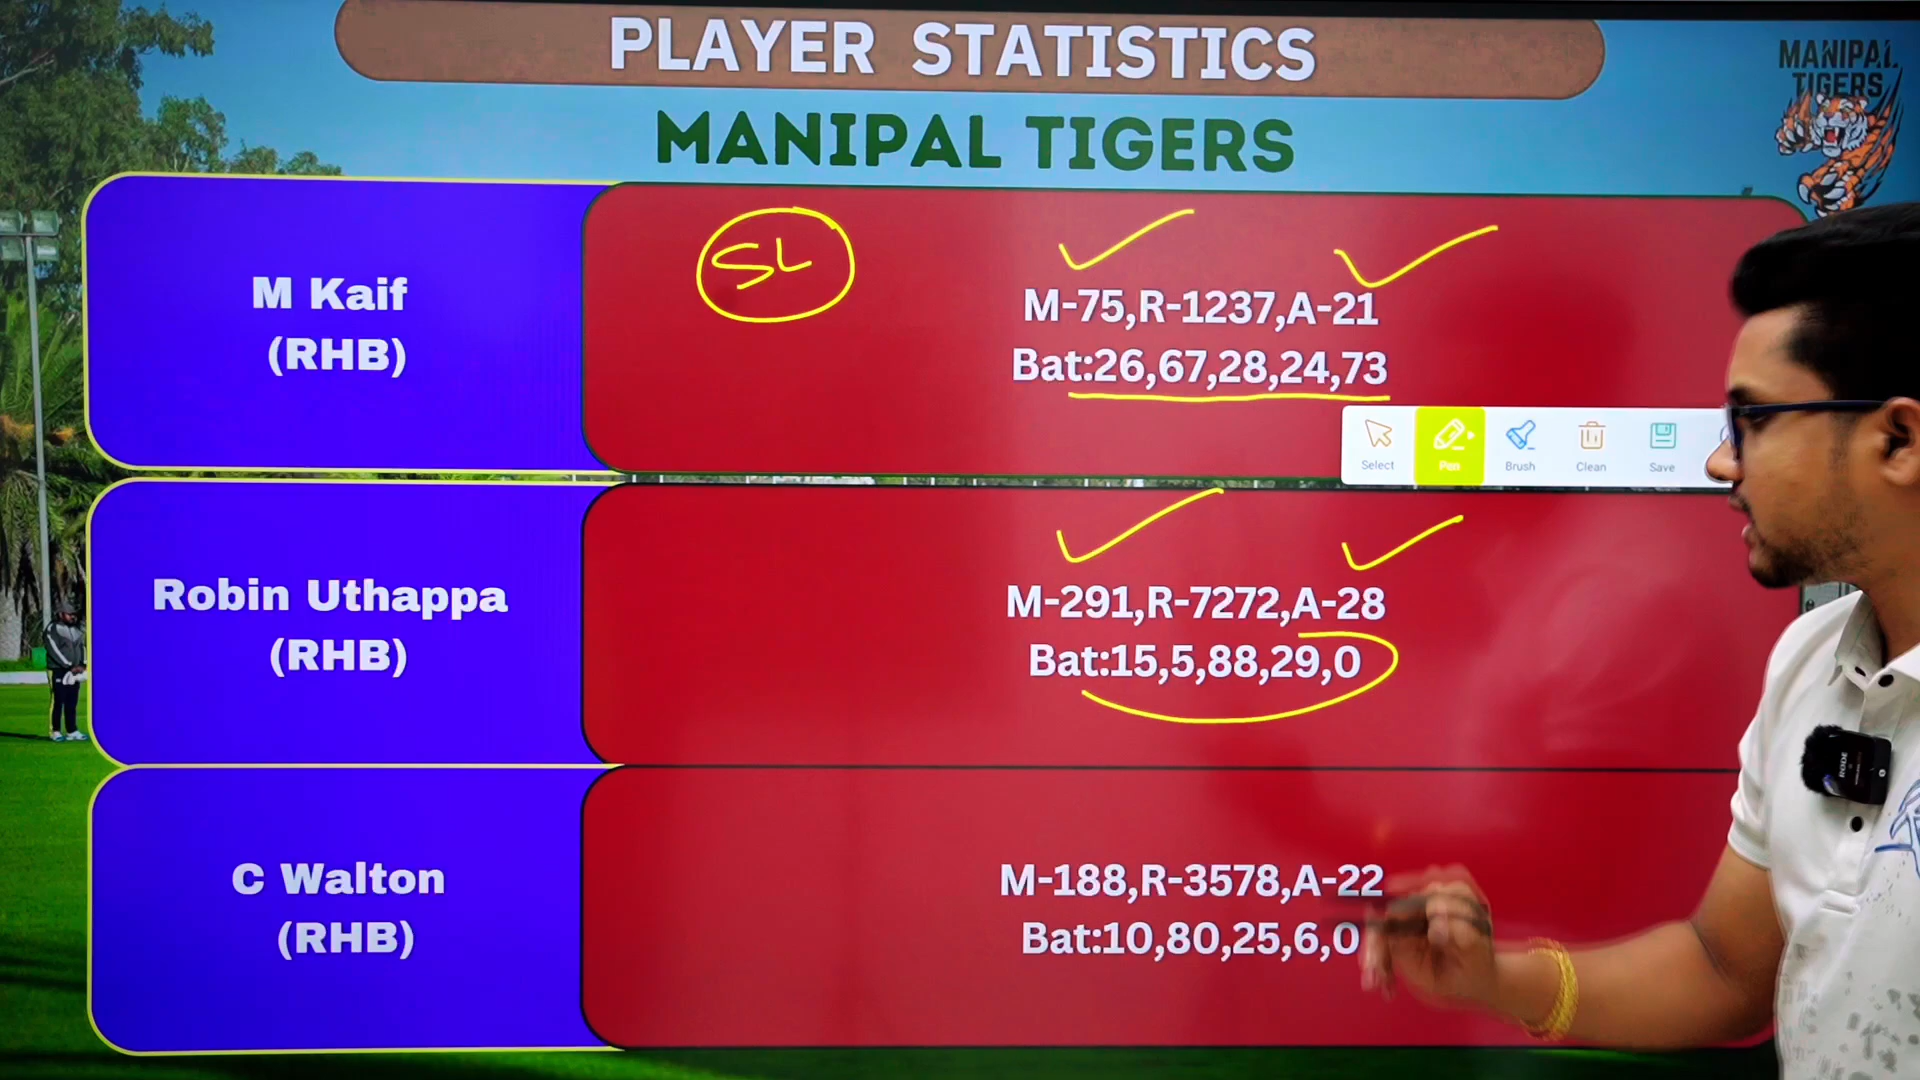 PLAYER STATISTICS
MANIPAL TIGERS
MANIPAL
TIGERS
SL
M Kaif
(RHB)
M-75,R-1237,A-21
Bat:26,67,28,24,73
Select
Pen
Brush
Clean
Save
Robin Uthappa
(RHB)
M-291,R-7272,A-28
Bat:15,5,88,29,0
C Walton
(RHB)
M-188,R-3578,A-22
Bat:10,80,25,6,0
RODE